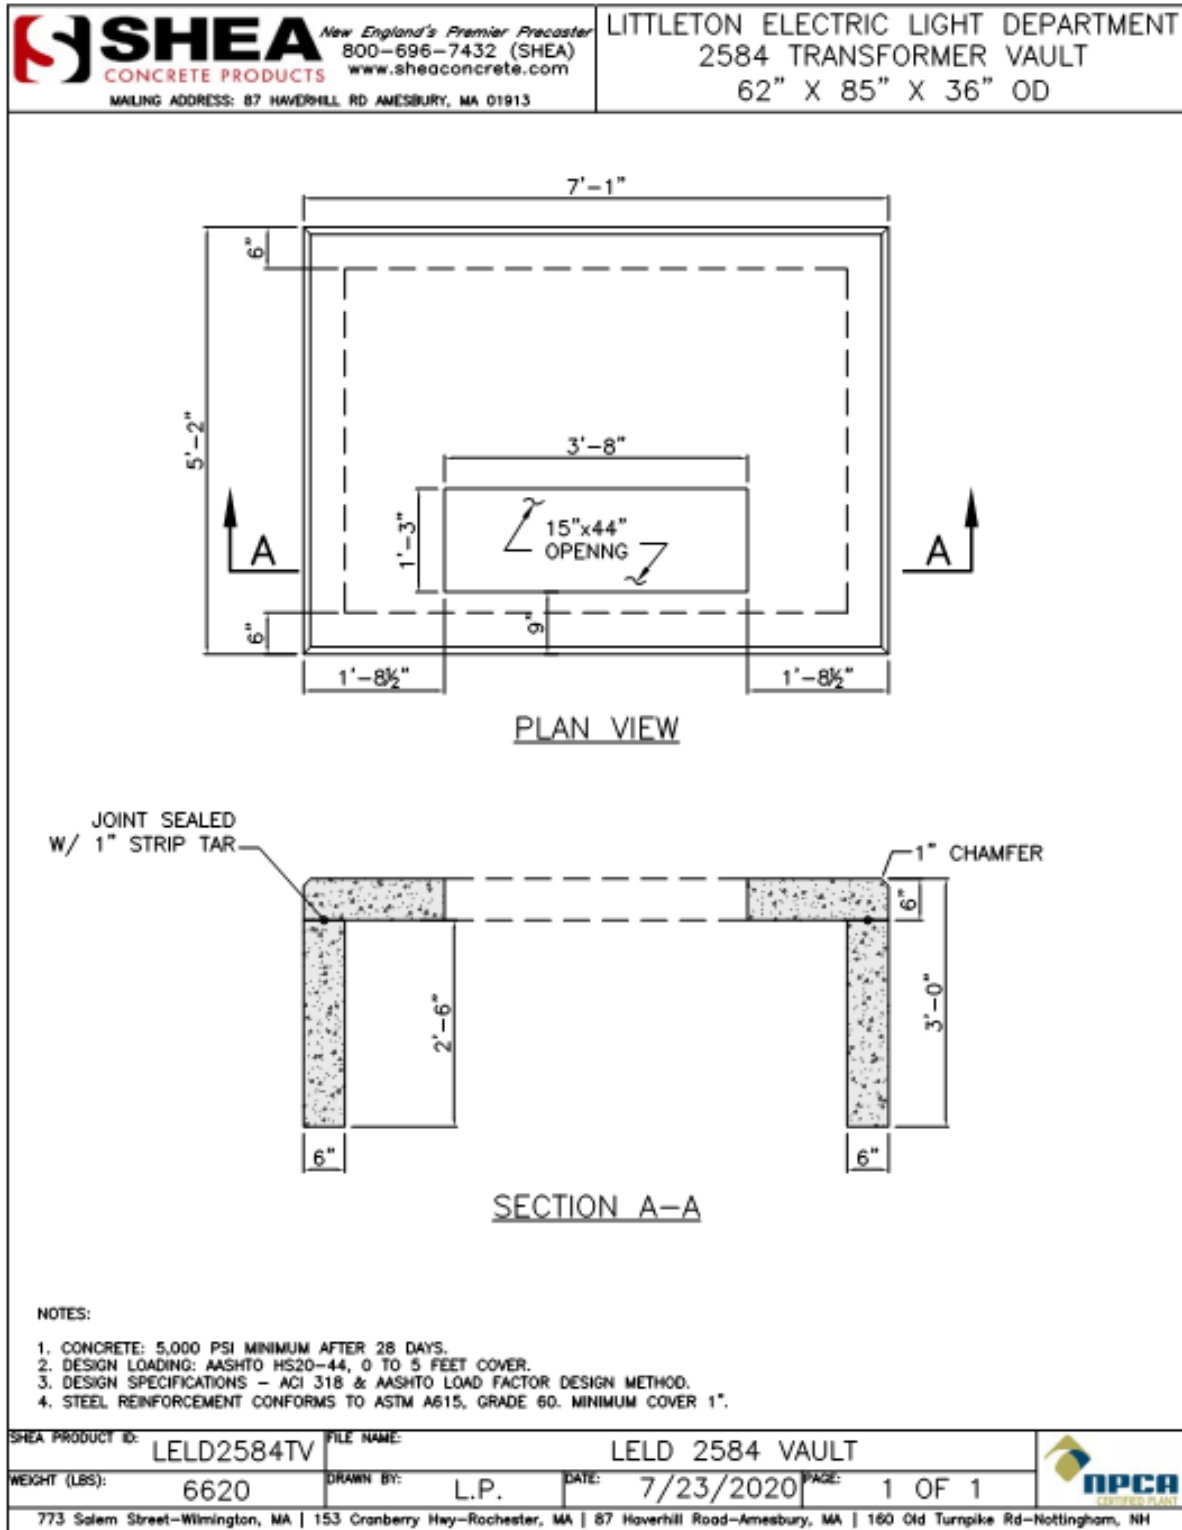 SHEA
CONCRETE PRODUCTS
New England's Premier Precaster
800-696-7432 (SHEA)
www.sheaconcrete.com
MAILING ADDRESS: 87 HAVERHILL RD AMESBURY, MA 01913
LITTLETON ELECTRIC LIGHT DEPARTMENT
2584 TRANSFORMER VAULT
62" X 85" X 36" OD
7'-1"
6"
5'-2"
3'-8"
1'-3"
15"x44"
OPENNG
A
A
6"
9"
1'-8½"
1'-8½"
PLAN VIEW
JOINT SEALED
W/ 1" STRIP TAR
1" CHAMFER
6"
2'-6"
3'-0"
6"
6"
SECTION A-A
NOTES:
1. CONCRETE: 5,000 PSI MINIMUM AFTER 28 DAYS.
2. DESIGN LOADING: AASHTO HS20-44, 0 TO 5 FEET COVER.
3. DESIGN SPECIFICATIONS - ACI 318 & AASHTO LOAD FACTOR DESIGN METHOD.
4. STEEL REINFORCEMENT CONFORMS TO ASTM A615, GRADE 60. MINIMUM COVER 1".
SHEA PRODUCT ID: LELD2584TV FILE NAME: LELD 2584 VAULT
WEIGHT (LBS): 6620 DRAWN BY: L.P. DATE: 7/23/2020 PAGE: 1 OF 1
NPCA
CERTIFIED PLANT
773 Salem Street-Wilmington, MA | 153 Cranberry Hwy-Rochester, MA | 87 Haverhill Road-Amesbury, MA | 160 Old Turnpike Rd-Nottingham, NH